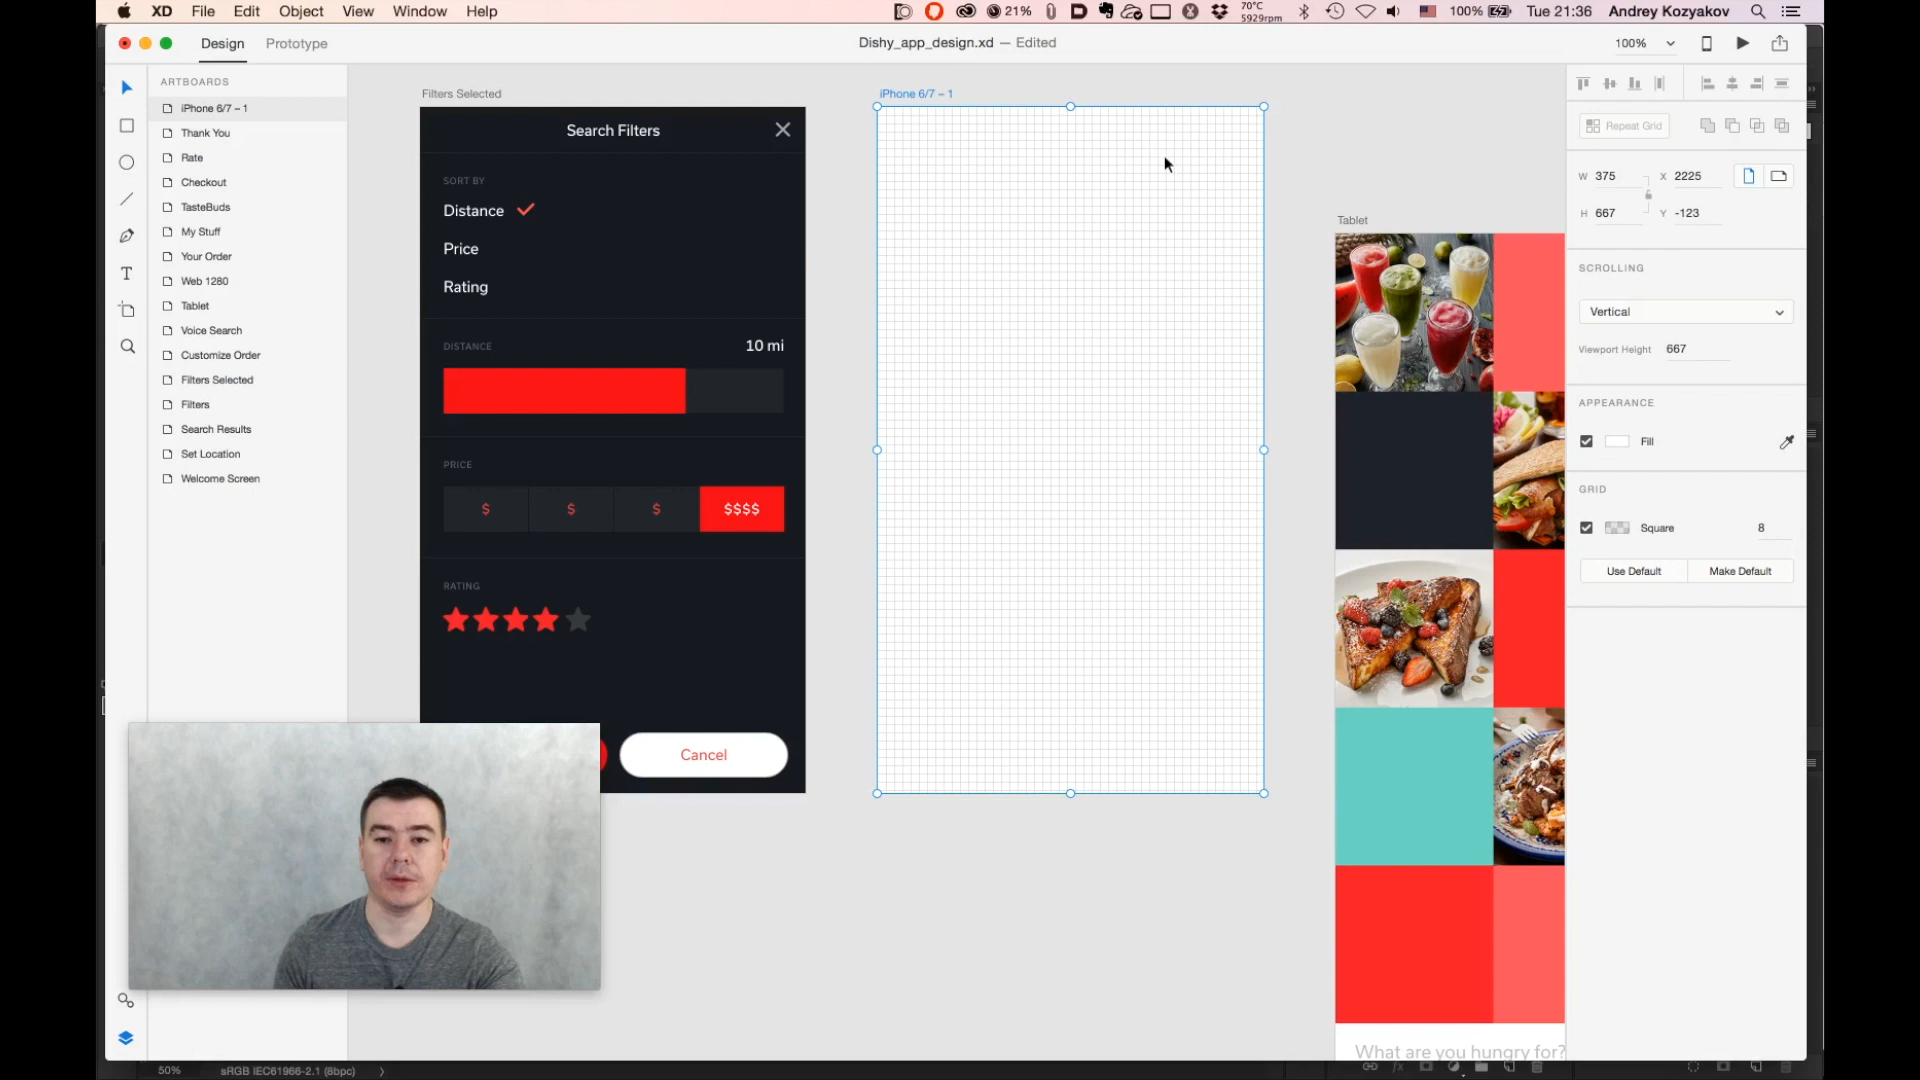 XD File Edit Object View Window Help
21% 70°C 5929rpm 100% Tue 21:36 Andrey Kozyakov
Design Prototype
Dishy_app_design.xd — Edited
100%
ARTBOARDS
iPhone 6/7 – 1
Thank You
Rate
Checkout
TasteBuds
My Stuff
Your Order
Web 1280
Tablet
Voice Search
Customize Order
Filters Selected
Filters
Search Results
Set Location
Welcome Screen
Filters Selected
Search Filters
SORT BY
Distance
Price
Rating
DISTANCE 10 mi
PRICE
$ $ $ $$$$
RATING
Cancel
iPhone 6/7 – 1
Tablet
What are you hungry for?
Repeat Grid
W 375 X 2225
H 667 Y -123
SCROLLING
Vertical
Viewport Height 667
APPEARANCE
Fill
GRID
Square 8
Use Default Make Default
50% sRGB IEC61966-2.1 (8bpc)
fx